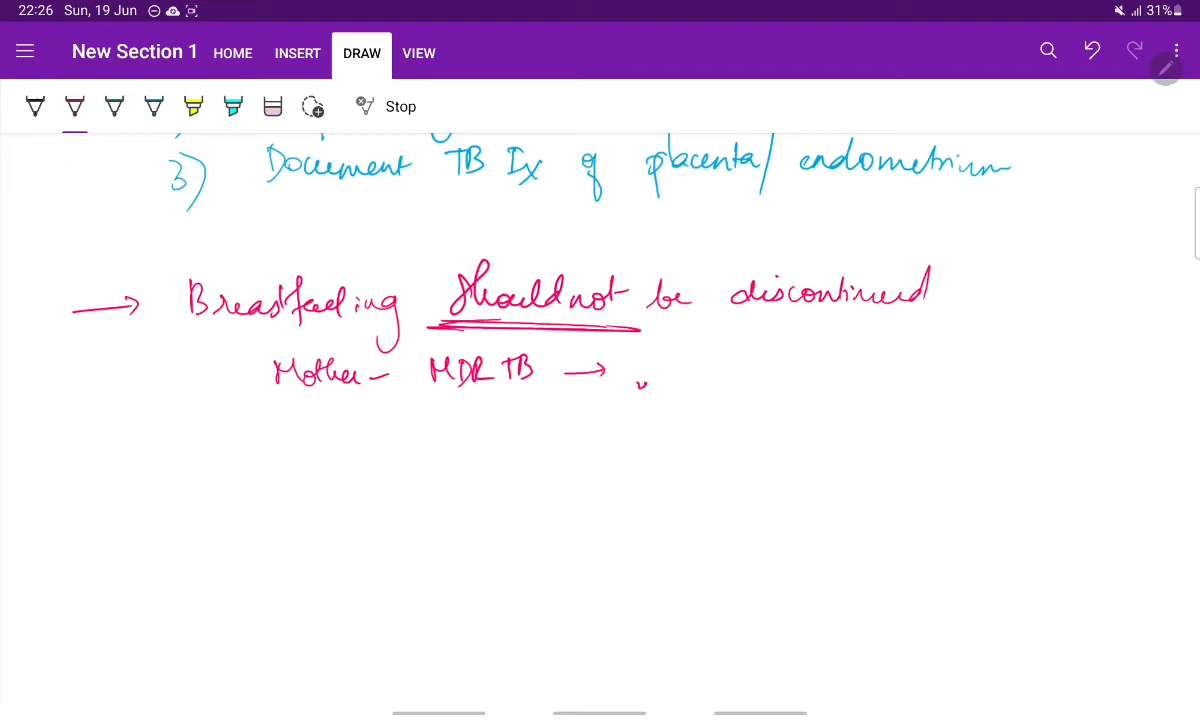 22:26 Sun, 19 Jun 31%
New Section 1 HOME INSERT DRAW VIEW
Stop
3) Document TB Ix of placenta/ endometrium
→ Breastfeeding should not be discontinued
Mother - MDR TB →